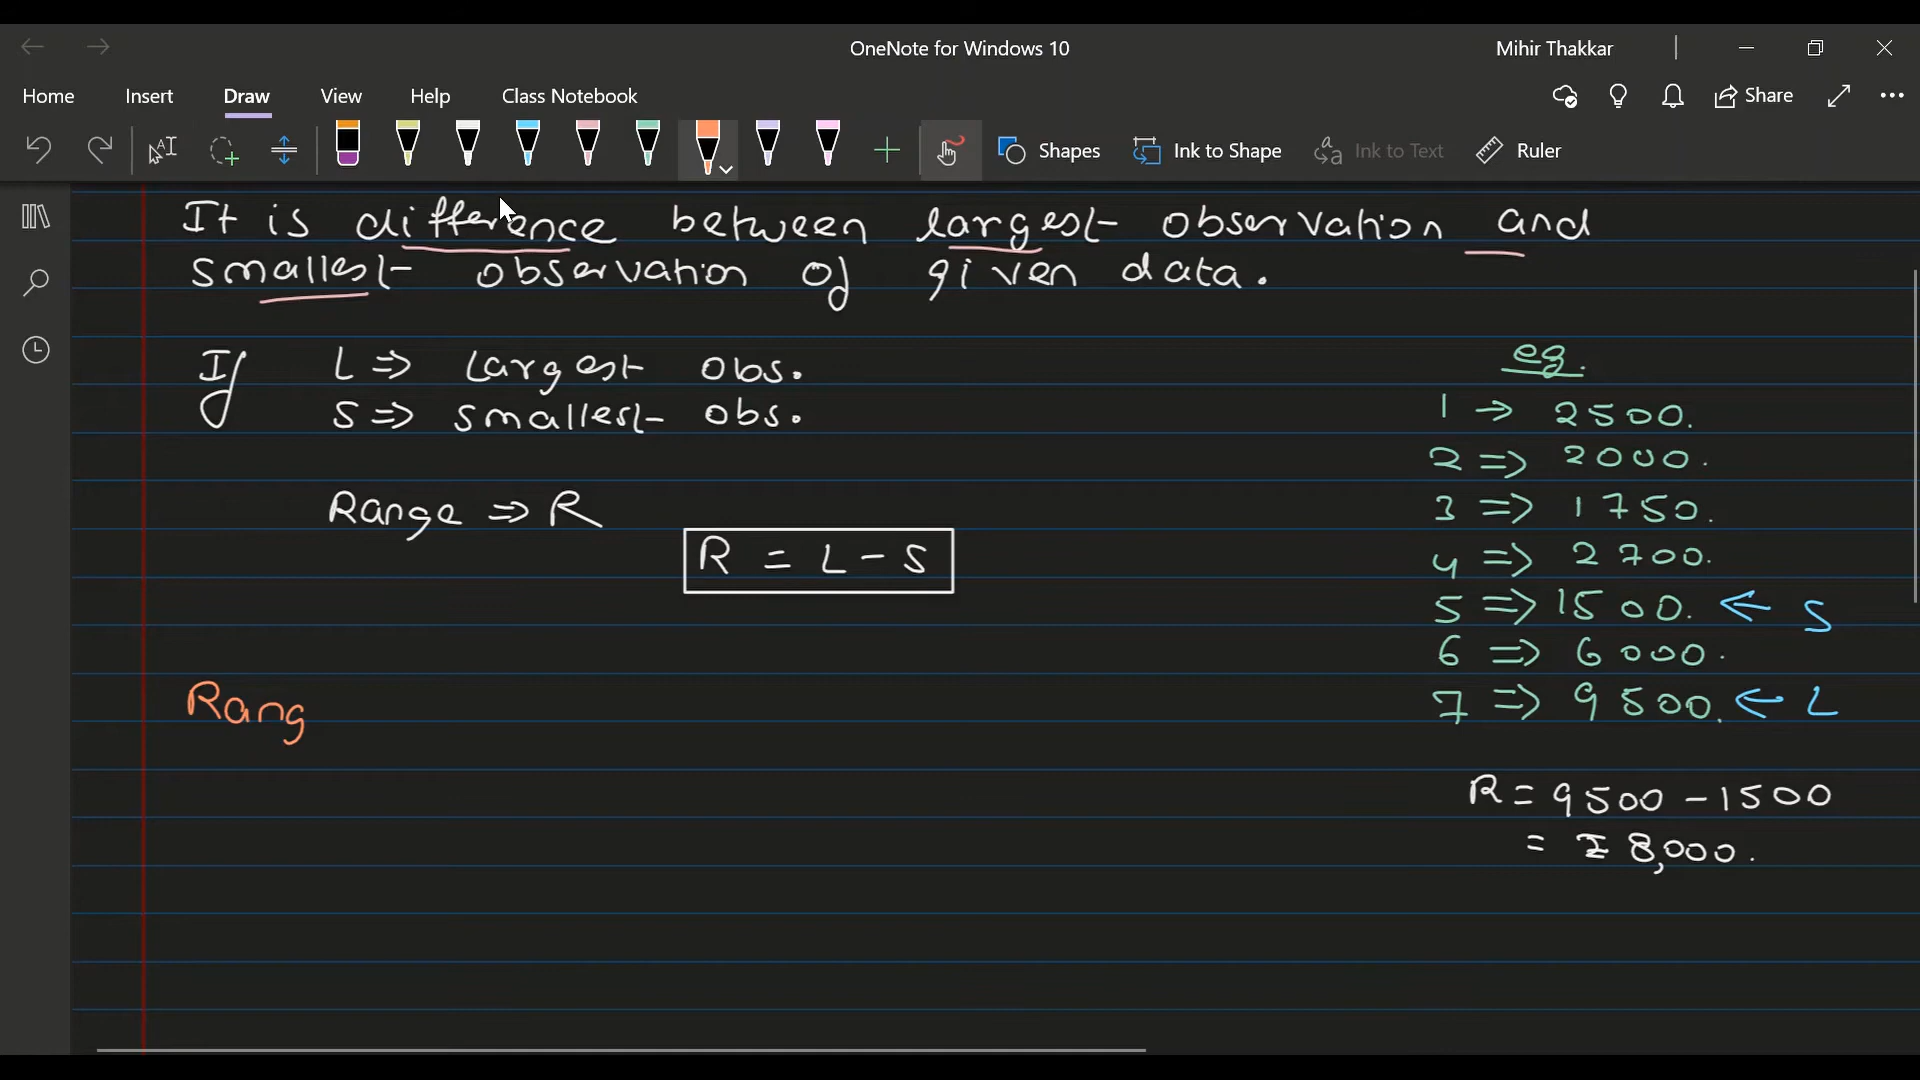 OneNote for Windows 10
Mihir Thakkar
Home Insert Draw View Help Class Notebook
Share
Shapes Ink to Shape Ink to Text Ruler
It is difference between largest observation and
smallest observation of given data.
If L ⇒ Largest obs.
S ⇒ smallest obs.
Range ⇒ R
R = L - S
Rang
eg.
1 → 2500.
2 ⇒ 2000.
3 ⇒ 1750.
4 ⇒ 2700.
5 ⇒ 1500. ← S
6 ⇒ 6000.
7 ⇒ 9500. ← L
R = 9500 - 1500
= ₹ 8,000.